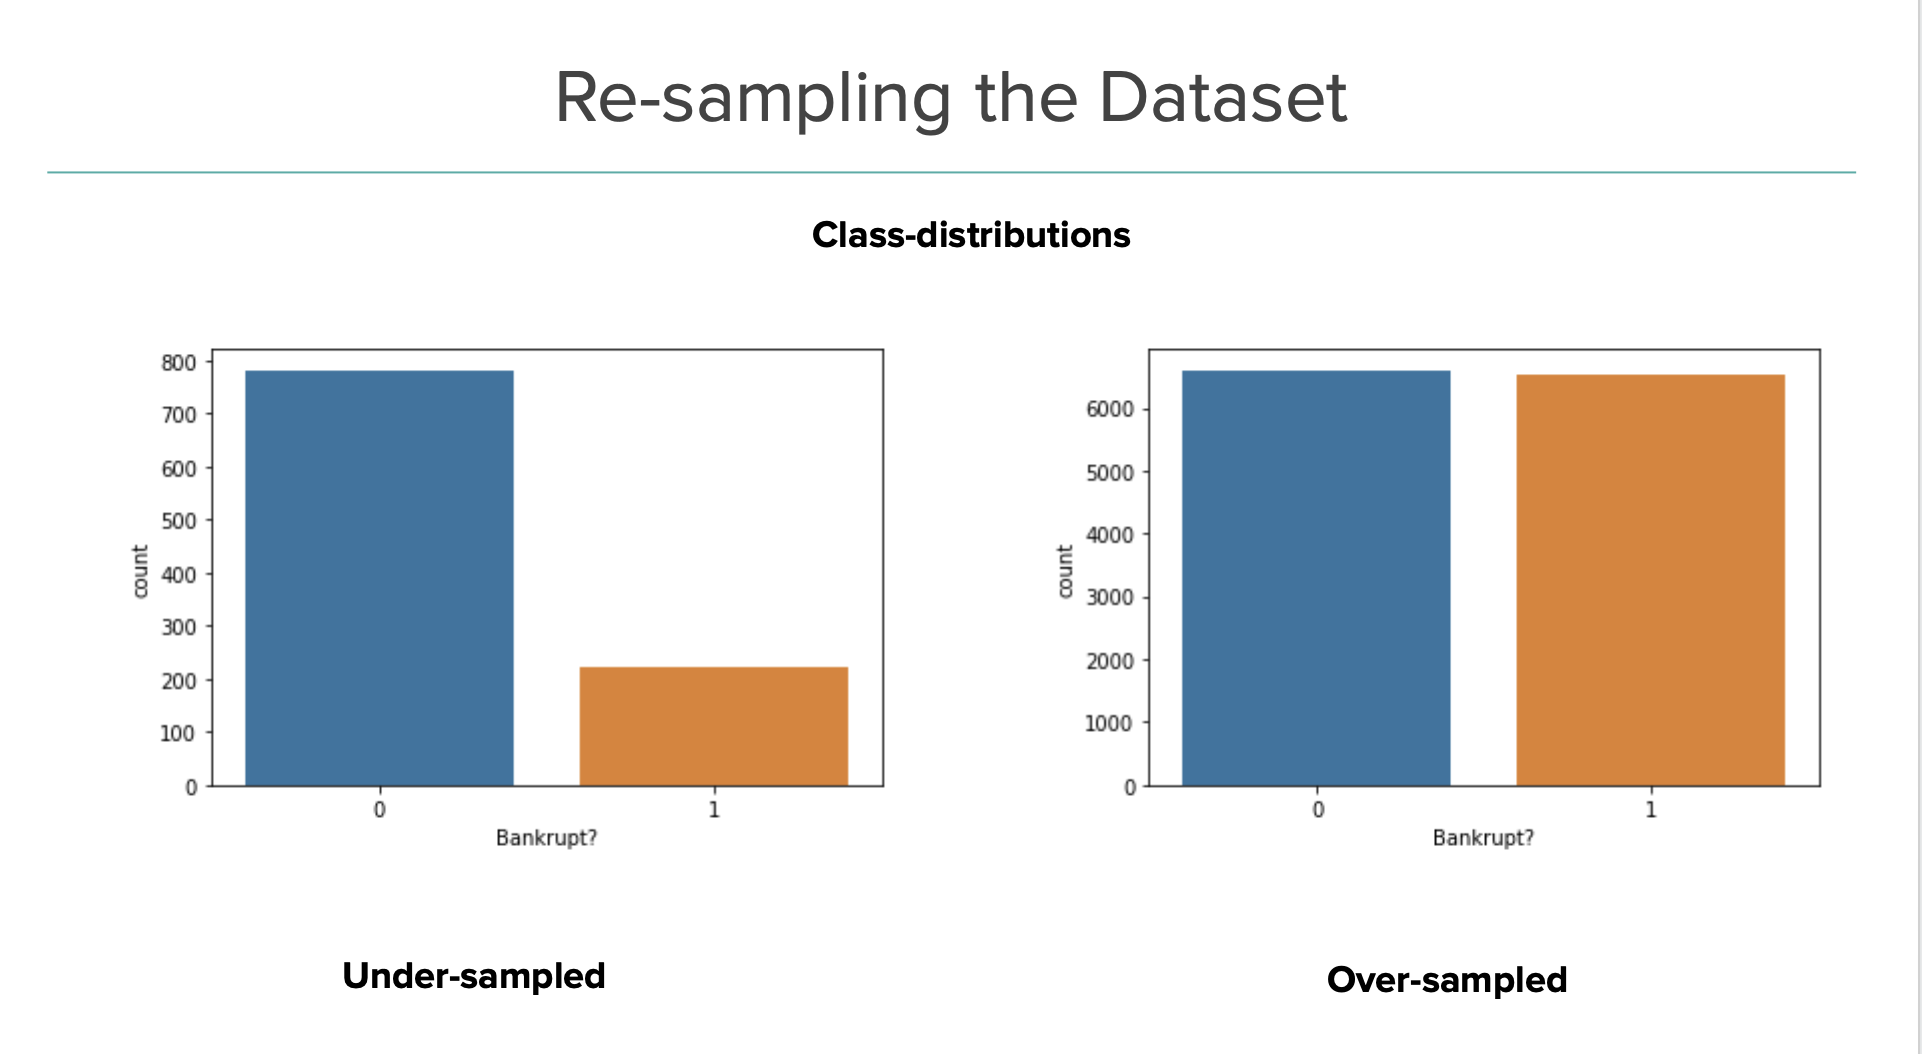 Re-sampling the Dataset
Class-distributions
800
700
600
500
400
300
200
100
0
count
0 1
Bankrupt?
6000
5000
4000
3000
2000
1000
0
count
0 1
Bankrupt?
Under-sampled
Over-sampled